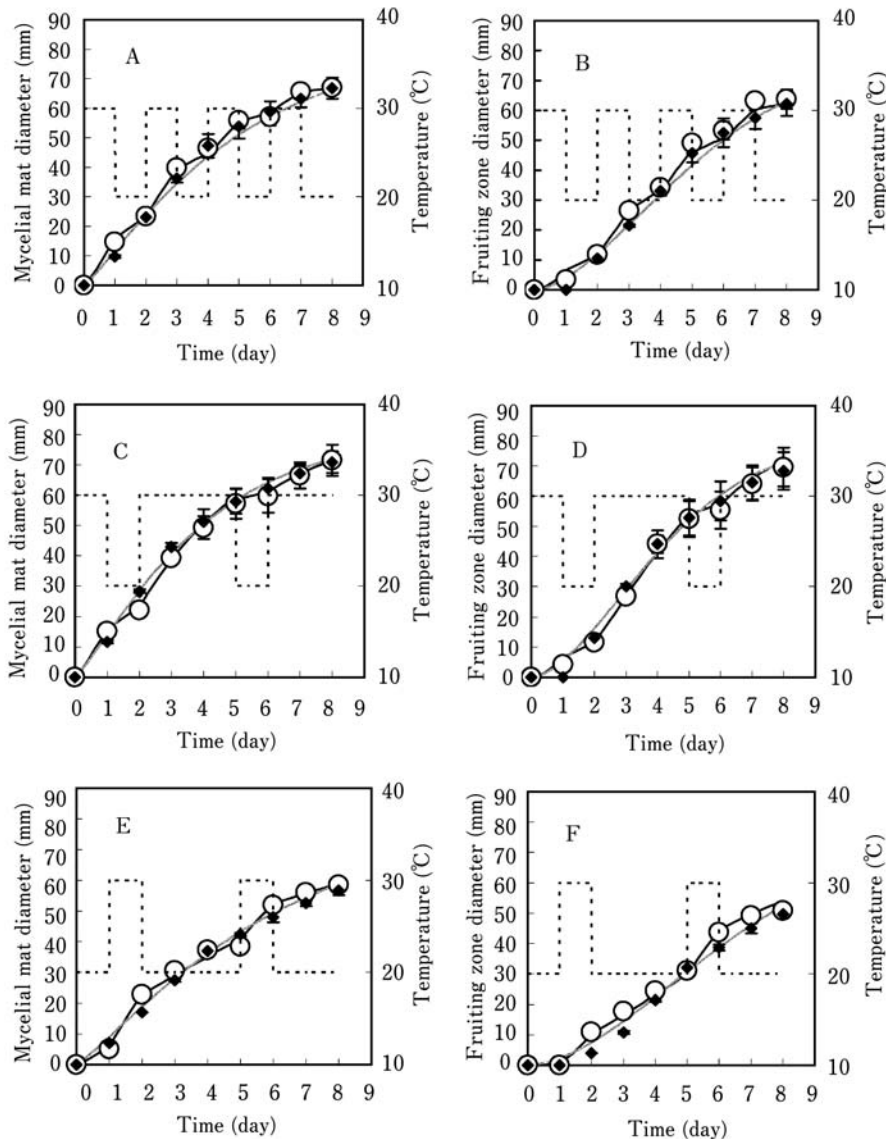 A
Mycelial mat diameter (mm)
90
80
70
60
50
40
30
20
10
0
Temperature (℃)
40
30
20
10
0 1 2 3 4 5 6 7 8 9
Time (day)
B
Fruiting zone diameter (mm)
90
80
70
60
50
40
30
20
10
0
Temperature (℃)
40
30
20
10
0 1 2 3 4 5 6 7 8 9
Time (day)
C
Mycelial mat diameter (mm)
90
80
70
60
50
40
30
20
10
0
Temperature (℃)
40
30
20
10
0 1 2 3 4 5 6 7 8 9
Time (day)
D
Fruiting zone diameter (mm)
90
80
70
60
50
40
30
20
10
0
Temperature (℃)
40
30
20
10
0 1 2 3 4 5 6 7 8 9
Time (day)
E
Mycelial mat diameter (mm)
90
80
70
60
50
40
30
20
10
0
Temperature (℃)
40
30
20
10
0 1 2 3 4 5 6 7 8 9
Time (day)
F
Fruiting zone diameter (mm)
90
80
70
60
50
40
30
20
10
0
Temperature (℃)
40
30
20
10
0 1 2 3 4 5 6 7 8 9
Time (day)